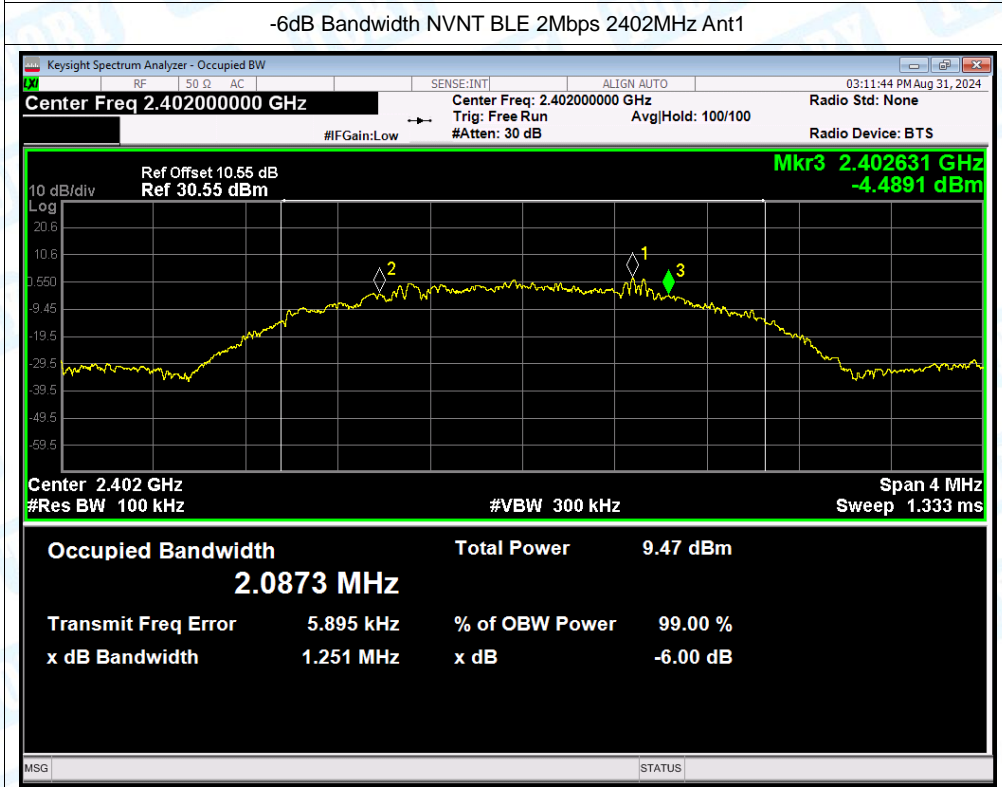 -6dB Bandwidth NVNT BLE 2Mbps 2402MHz Ant1
Keysight Spectrum Analyzer - Occupied BW
LXI RF 50 Ω AC SENSE:INT ALIGN AUTO 03:11:44 PM Aug 31, 2024
Center Freq 2.402000000 GHz Center Freq: 2.402000000 GHz Radio Std: None
Trig: Free Run Avg|Hold: 100/100
#IFGain:Low #Atten: 30 dB Radio Device: BTS
Mkr3 2.402631 GHz
-4.4891 dBm
Ref Offset 10.55 dB
10 dB/div Ref 30.55 dBm
Log
20.6
10.6
0.550
-9.45
-19.5
-29.5
-39.5
-49.5
-59.5
2
1
3
Center 2.402 GHz Span 4 MHz
#Res BW 100 kHz #VBW 300 kHz Sweep 1.333 ms
Occupied Bandwidth Total Power 9.47 dBm
2.0873 MHz
Transmit Freq Error 5.895 kHz % of OBW Power 99.00 %
x dB Bandwidth 1.251 MHz x dB -6.00 dB
MSG STATUS